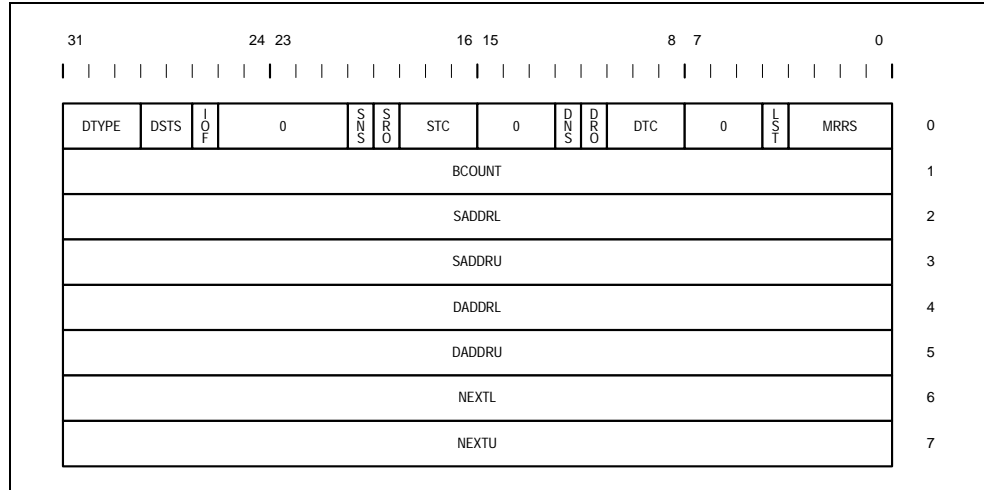 31 24 23 16 15 8 7 0
DTYPE DSTS IOF 0 SNS SRO STC 0 DNS DRO DTC 0 LST MRRS 0
BCOUNT 1
SADDRL 2
SADDRU 3
DADDRL 4
DADDRU 5
NEXTL 6
NEXTU 7